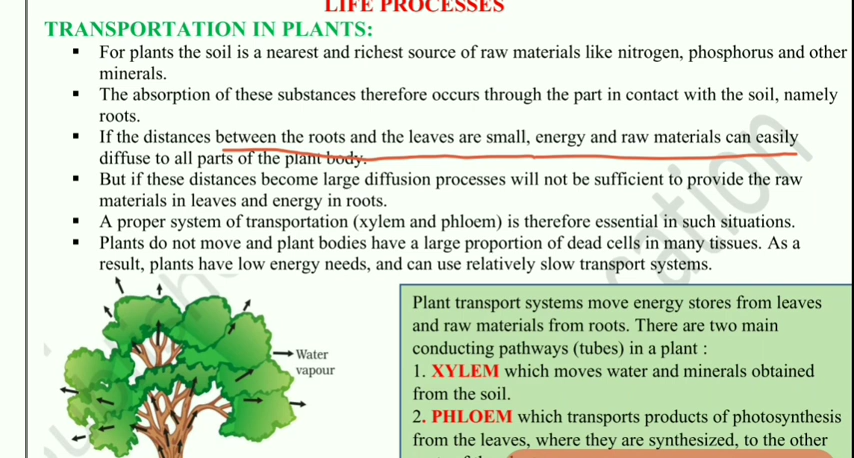 LIFE PROCESSES
TRANSPORTATION IN PLANTS:
▪ For plants the soil is a nearest and richest source of raw materials like nitrogen, phosphorus and other
minerals.
▪ The absorption of these substances therefore occurs through the part in contact with the soil, namely
roots.
▪ If the distances between the roots and the leaves are small, energy and raw materials can easily
diffuse to all parts of the plant body.
▪ But if these distances become large diffusion processes will not be sufficient to provide the raw
materials in leaves and energy in roots.
▪ A proper system of transportation (xylem and phloem) is therefore essential in such situations.
▪ Plants do not move and plant bodies have a large proportion of dead cells in many tissues. As a
result, plants have low energy needs, and can use relatively slow transport systems.
Water
vapour
Plant transport systems move energy stores from leaves
and raw materials from roots. There are two main
conducting pathways (tubes) in a plant :
1. XYLEM which moves water and minerals obtained
from the soil.
2. PHLOEM which transports products of photosynthesis
from the leaves, where they are synthesized, to the other